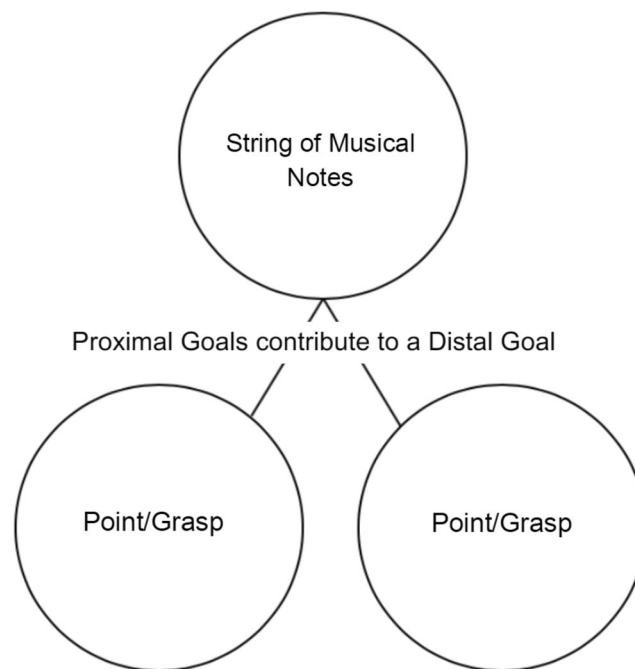 String of Musical
Notes
Proximal Goals contribute to a Distal Goal
Point/Grasp
Point/Grasp